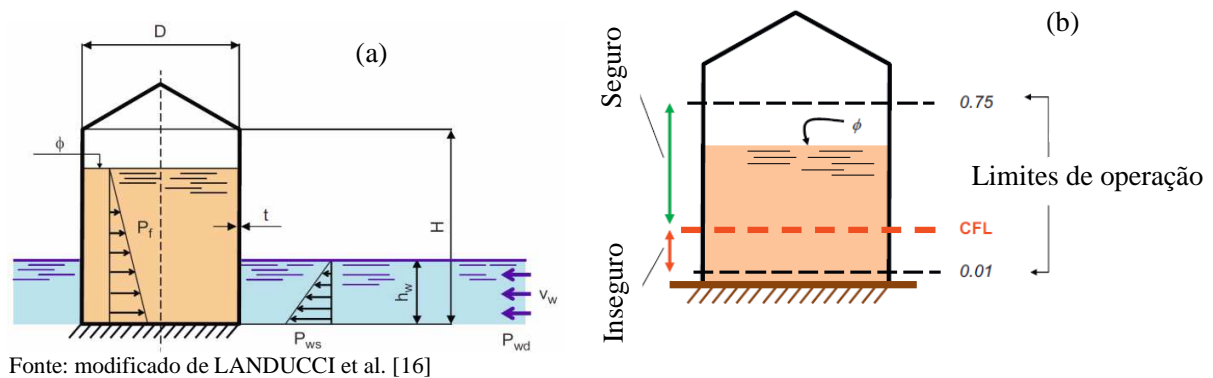 D
(a)
ϕ
P_f
t
H
h_w
v_w
P_ws
P_wd
Fonte: modificado de LANDUCCI et al. [16]
(b)
Seguro
Inseguro
0.75
ϕ
Limites de operação
CFL
0.01